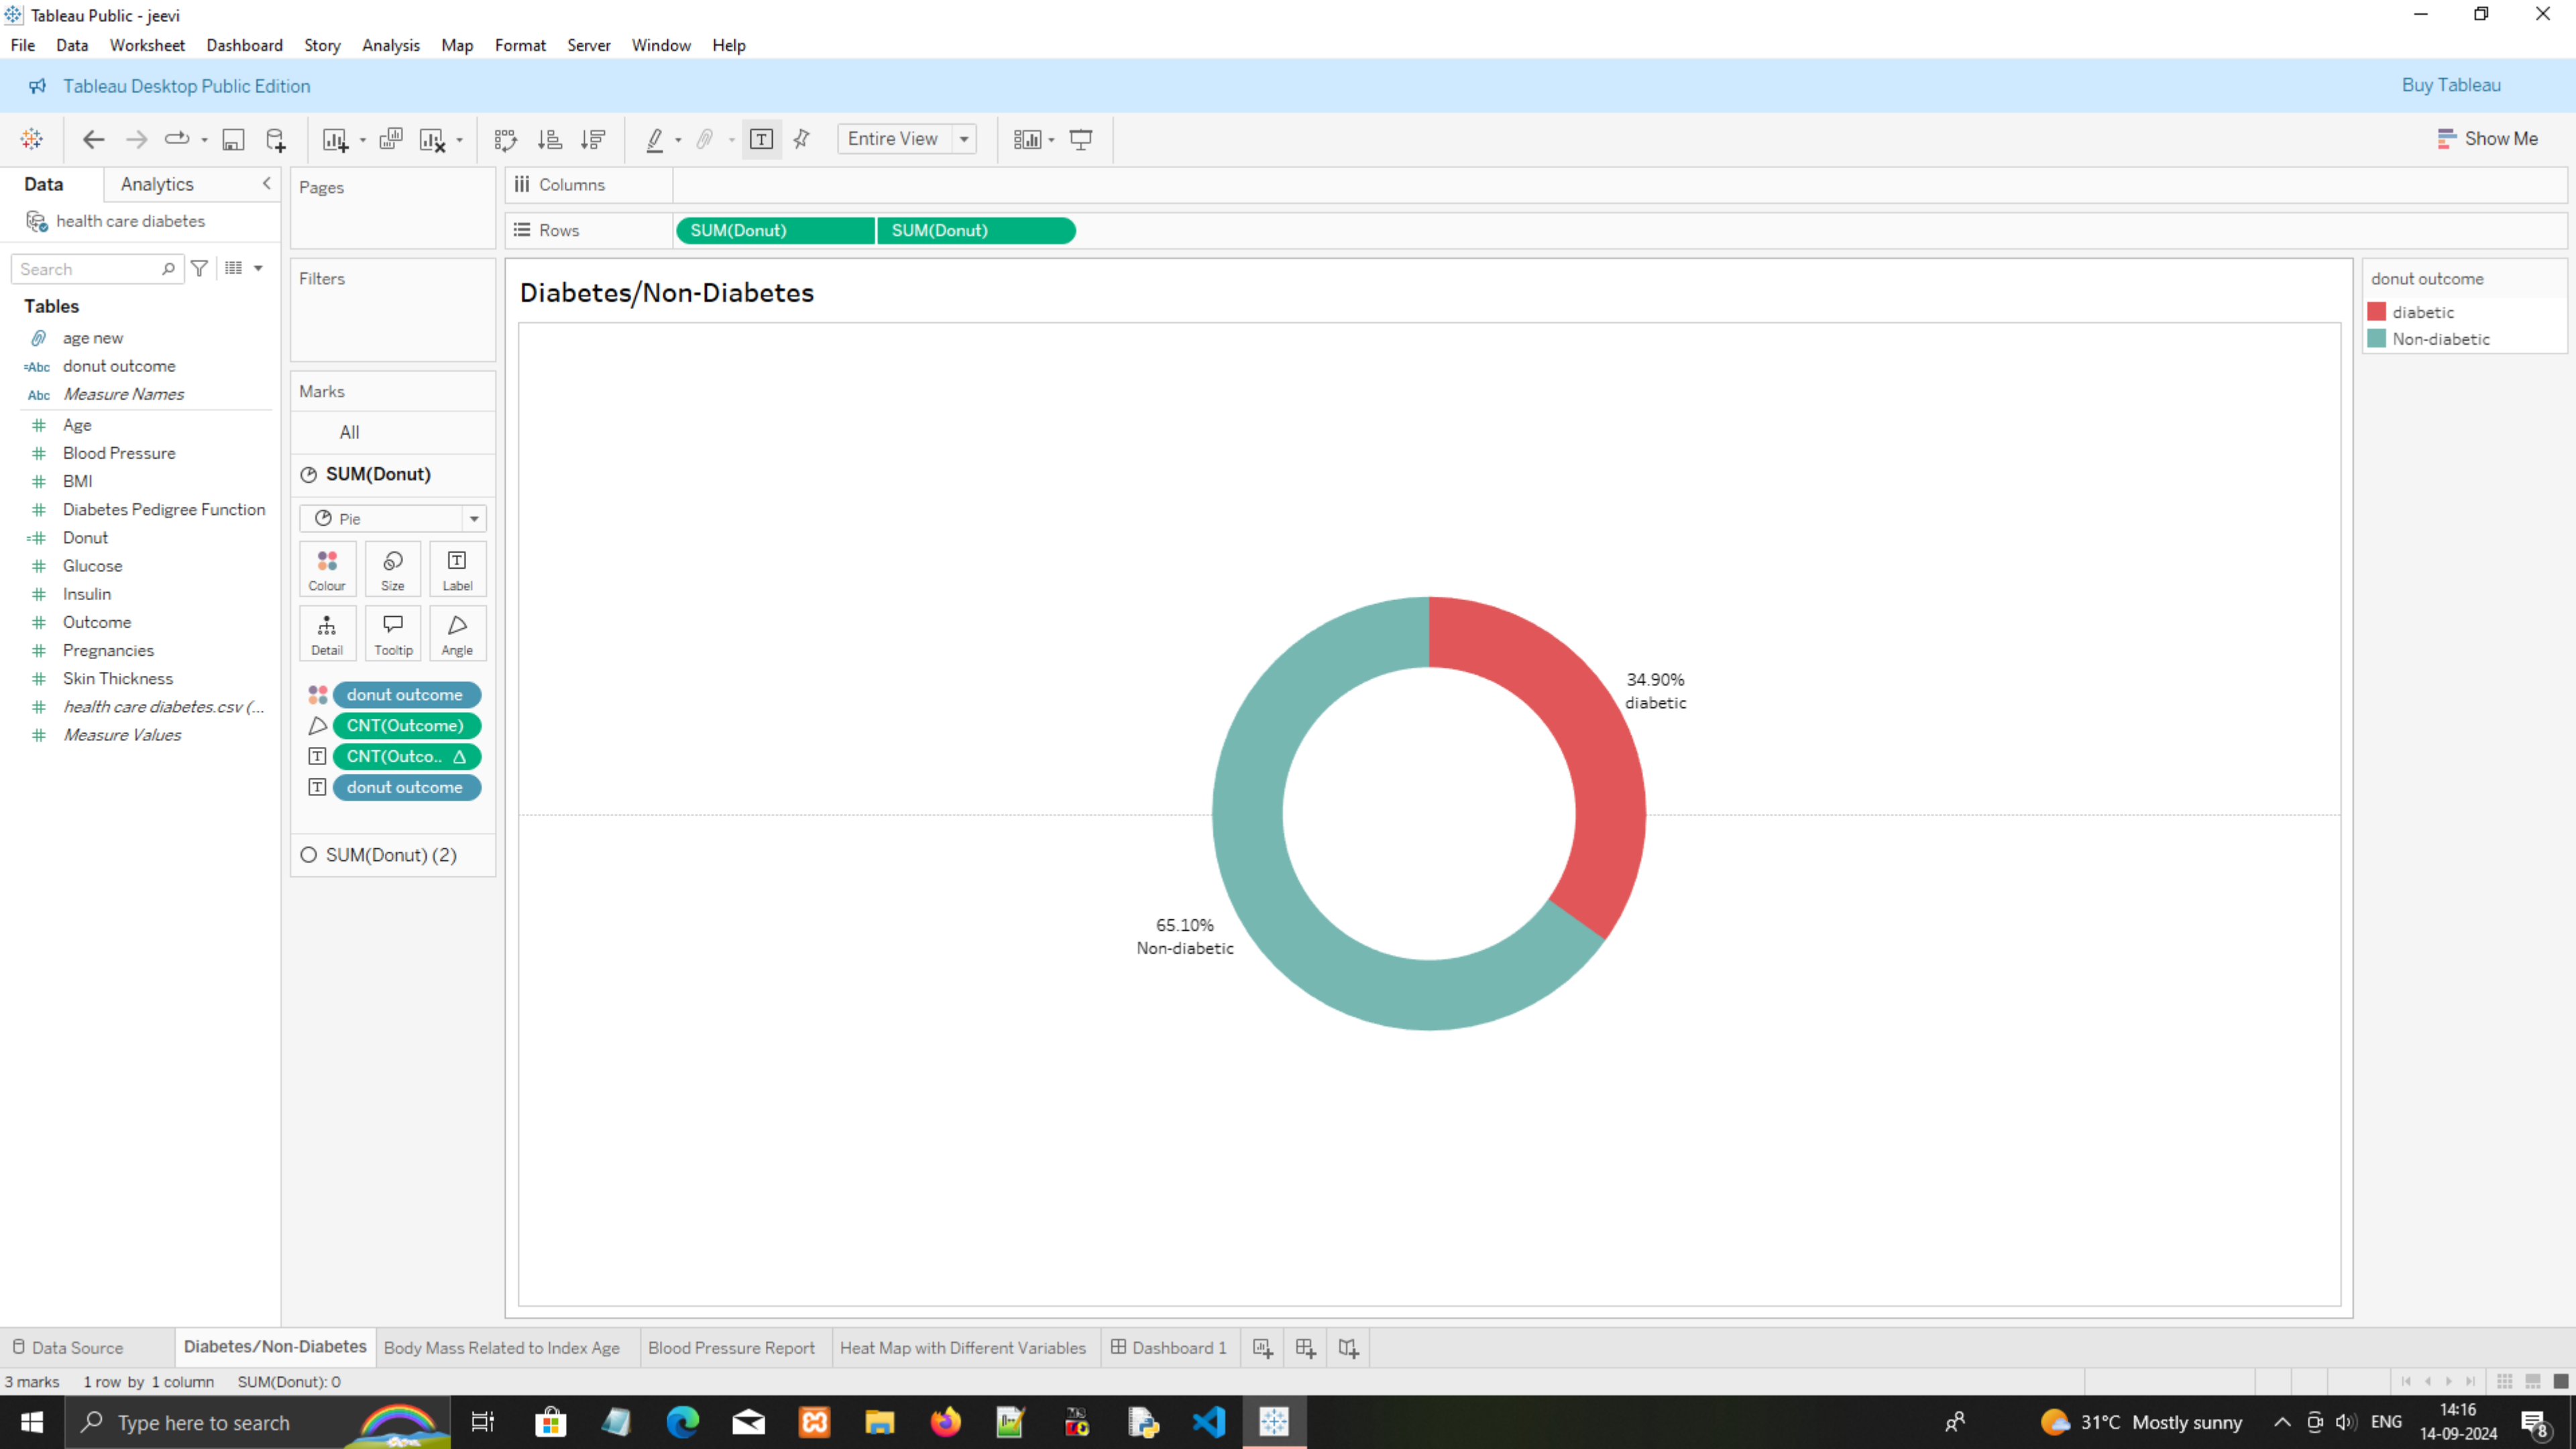 Tableau Public - jeevi
File Data Worksheet Dashboard Story Analysis Map Format Server Window Help
Tableau Desktop Public Edition
Buy Tableau
Entire View
Show Me
Data Analytics
health care diabetes
Search
Tables
age new
=Abc donut outcome
Abc Measure Names
# Age
# Blood Pressure
# BMI
# Diabetes Pedigree Function
=# Donut
# Glucose
# Insulin
# Outcome
# Pregnancies
# Skin Thickness
# health care diabetes.csv (...
# Measure Values
Pages
Filters
Marks
All
SUM(Donut)
Pie
Colour Size Label
Detail Tooltip Angle
donut outcome
CNT(Outcome)
CNT(Outco.. Δ
donut outcome
SUM(Donut) (2)
Columns
Rows SUM(Donut) SUM(Donut)
Diabetes/Non-Diabetes
34.90%
diabetic
65.10%
Non-diabetic
donut outcome
diabetic
Non-diabetic
Data Source Diabetes/Non-Diabetes Body Mass Related to Index Age Blood Pressure Report Heat Map with Different Variables Dashboard 1
3 marks 1 row by 1 column SUM(Donut): 0
Type here to search
31°C Mostly sunny
ENG
14:16
14-09-2024
8